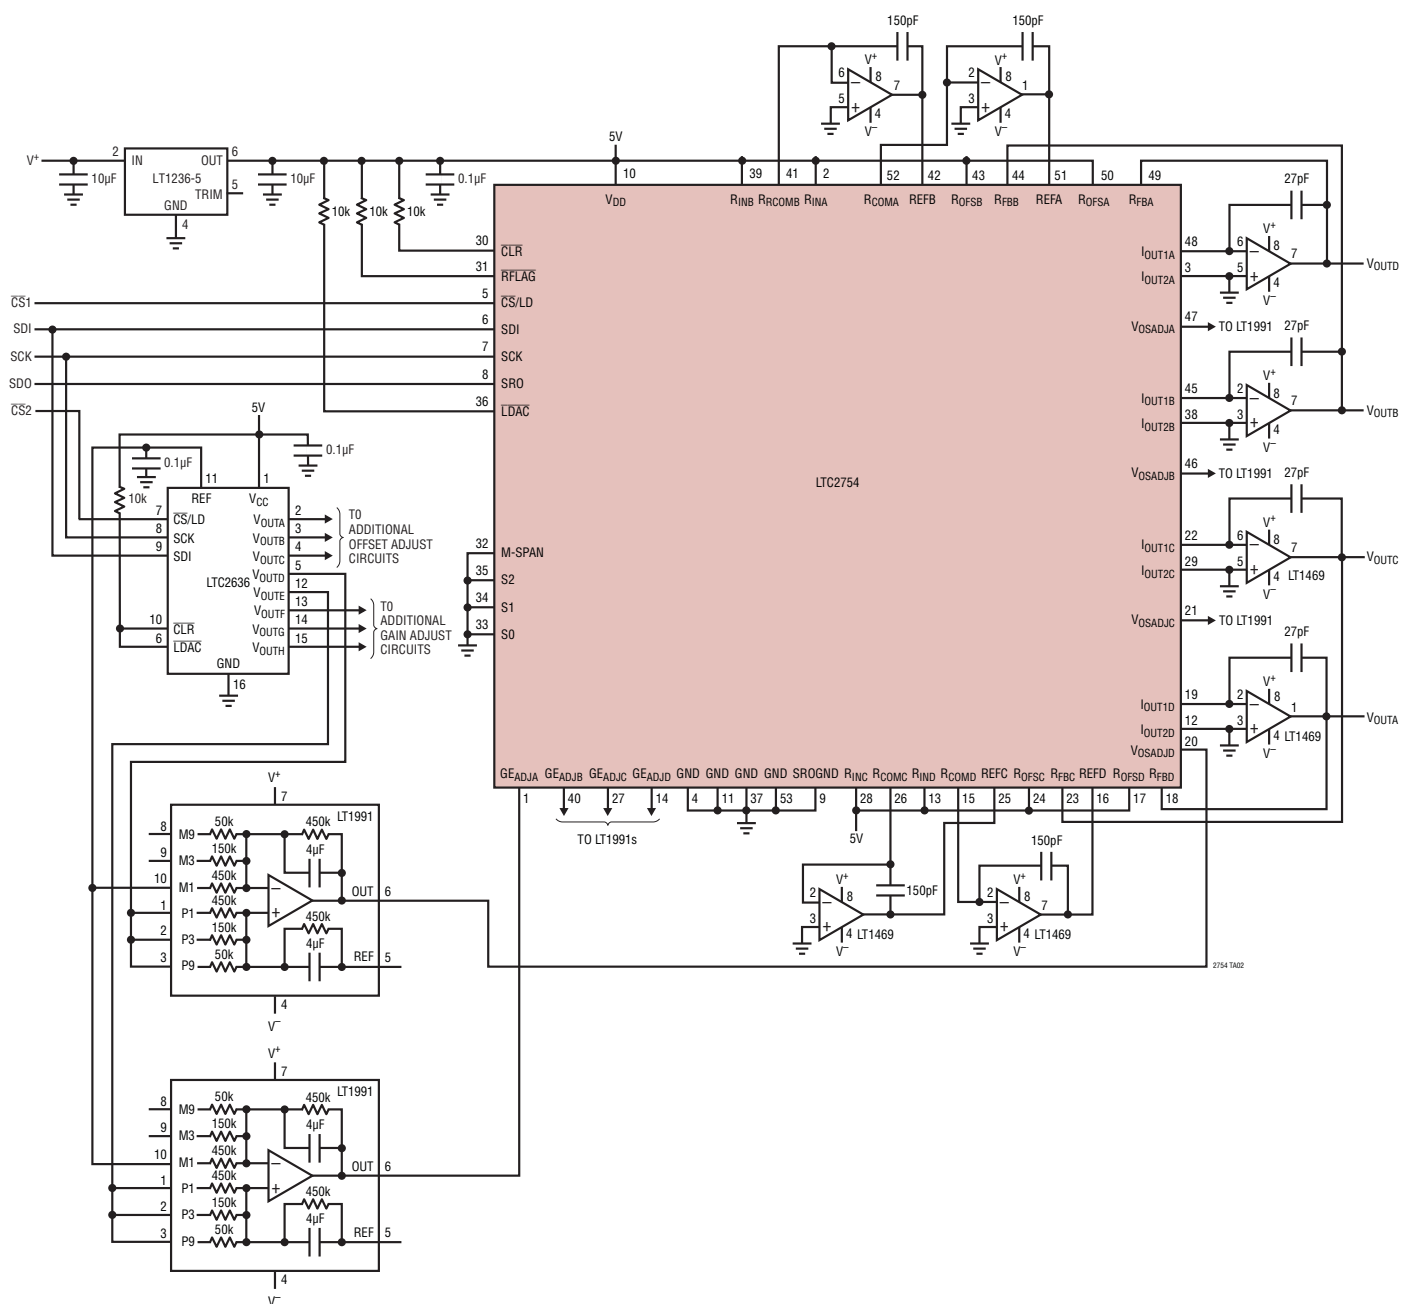 150pF
150pF
V+
6
8
7
5
4
V−
V+
2
8
1
3
4
V−
5V
V+
2
IN
OUT
6
LT1236-5
TRIM
5
GND
4
10µF
10µF
10k
10k
10k
0.1µF
10
39
41
2
52
42
43
44
51
50
49
VDD
RINB
RRCOMB
RINA
RCOMA
REFB
ROFSB
RFBB
REFA
ROFSA
RFBA
30
CLR
31
RFLAG
CS1
5
CS/LD
SDI
6
SDI
SCK
7
SCK
SDO
8
SRO
CS2
36
LDAC
LTC2754
32
M-SPAN
35
S2
34
S1
33
S0
27pF
IOUT1A
48
6
V+
8
7
VOUTD
IOUT2A
3
5
4
V−
VOSADJA
47
TO LT1991
27pF
IOUT1B
45
2
V+
8
7
VOUTB
IOUT2B
38
3
4
V−
VOSADJB
46
TO LT1991
27pF
IOUT1C
22
6
V+
8
7
VOUTC
IOUT2C
29
5
4
LT1469
V−
VOSADJC
21
TO LT1991
27pF
IOUT1D
19
2
V+
8
1
VOUTA
IOUT2D
12
3
4
LT1469
V−
VOSADJD
20
5V
0.1µF
0.1µF
10k
11
1
REF
VCC
7
CS/LD
8
SCK
9
SDI
LTC2636
10
CLR
6
LDAC
GND
16
VOUTA
2
VOUTB
3
VOUTC
4
VOUTD
5
VOUTE
12
VOUTF
13
VOUTG
14
VOUTH
15
TO
ADDITIONAL
OFFSET ADJUST
CIRCUITS
TO
ADDITIONAL
GAIN ADJUST
CIRCUITS
GEADJA
GEADJB
GEADJC
GEADJD
GND
GND
GND
GND
SROGND
RINC
RCOMC
RIND
RCOMD
REFC
ROFSC
RFBC
REFD
ROFSD
RFBD
1
40
27
14
4
11
37
53
9
28
26
13
15
25
24
23
16
17
18
TO LT1991s
5V
150pF
2
V+
8
3
4
LT1469
V−
150pF
2
V+
8
7
3
4
LT1469
V−
2754 TA02
V+
7
LT1991
8
M9
50k
450k
9
M3
150k
4µF
10
M1
450k
OUT
6
1
P1
450k
450k
2
P3
150k
4µF
3
P9
50k
REF
5
4
V−
V+
7
LT1991
8
M9
50k
450k
9
M3
150k
4µF
10
M1
450k
OUT
6
1
P1
450k
450k
2
P3
150k
4µF
3
P9
50k
REF
5
4
V−